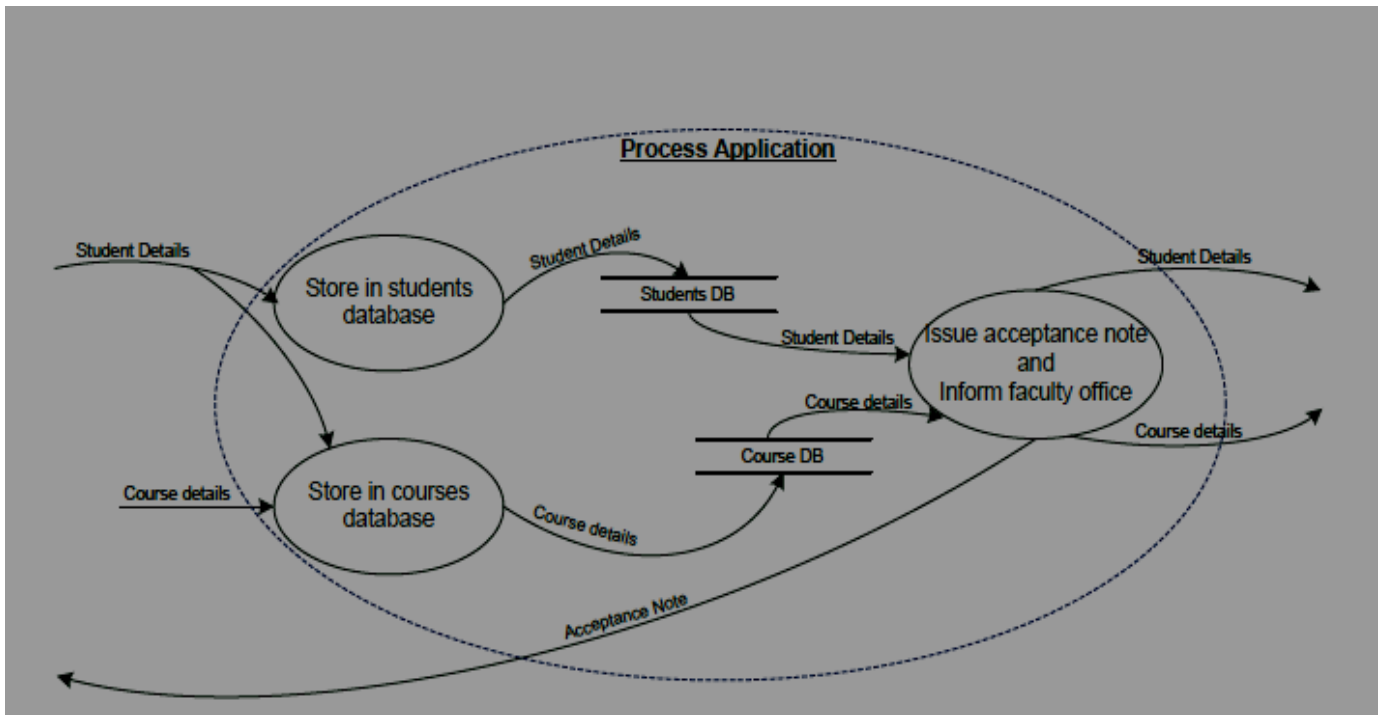 Process Application
Student Details
Store in students
database
Student Details
Students DB
Student Details
Student Details
Issue acceptance note
and
Inform faculty office
Course details
Course DB
Course details
Course details
Store in courses
database
Course details
Acceptance Note